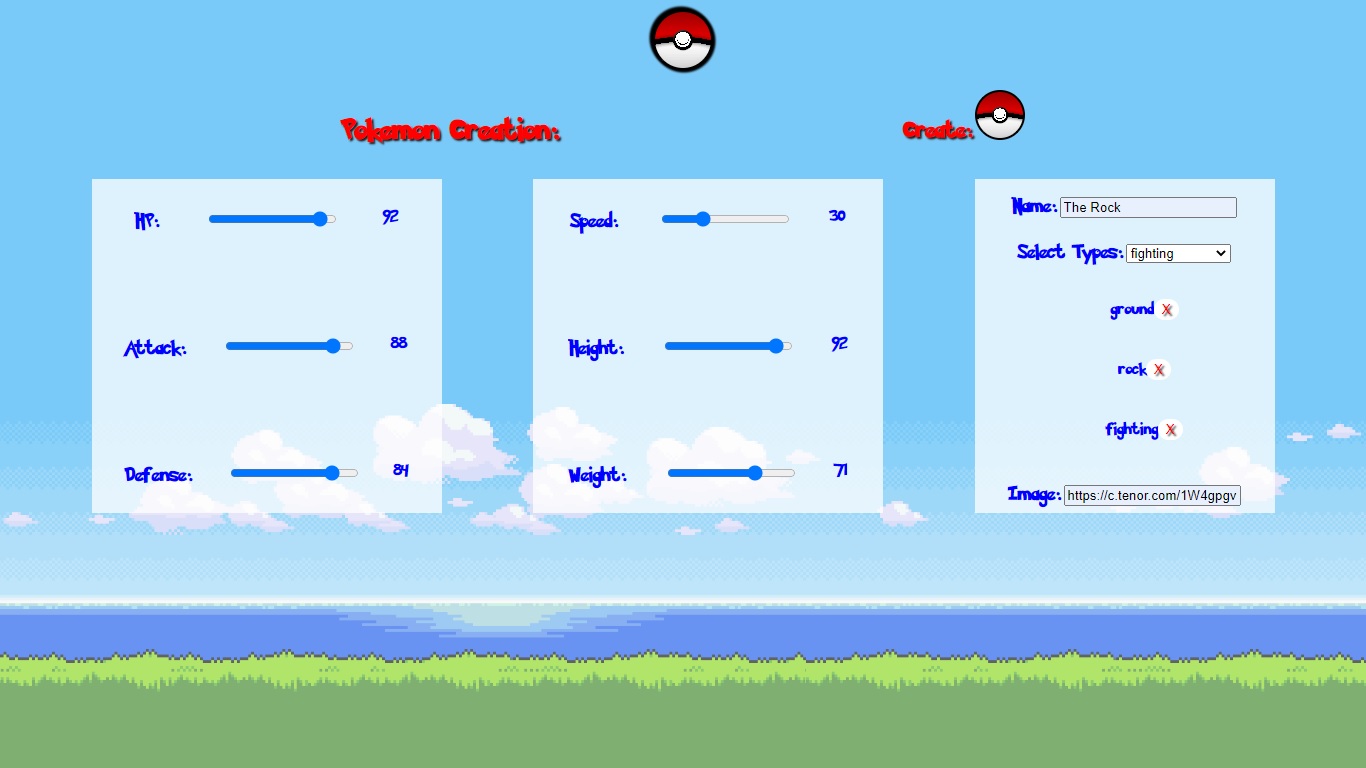 Pokemon Creation:
Create:
HP: 92
Attack: 88
Defense: 84
Speed: 30
Height: 92
Weight: 71
Name: The Rock
Select Types: fighting
ground X
rock X
fighting X
Image: https://c.tenor.com/1W4gpgv